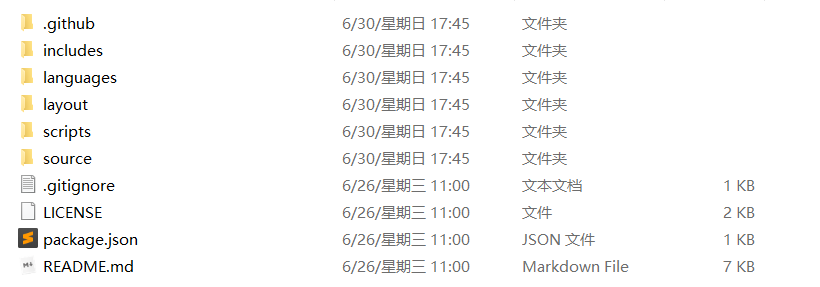 .github 6/30/星期日 17:45 文件夹
includes 6/30/星期日 17:45 文件夹
languages 6/30/星期日 17:45 文件夹
layout 6/30/星期日 17:45 文件夹
scripts 6/30/星期日 17:45 文件夹
source 6/30/星期日 17:45 文件夹
.gitignore 6/26/星期三 11:00 文本文档 1 KB
LICENSE 6/26/星期三 11:00 文件 2 KB
package.json 6/26/星期三 11:00 JSON 文件 1 KB
README.md 6/26/星期三 11:00 Markdown File 7 KB